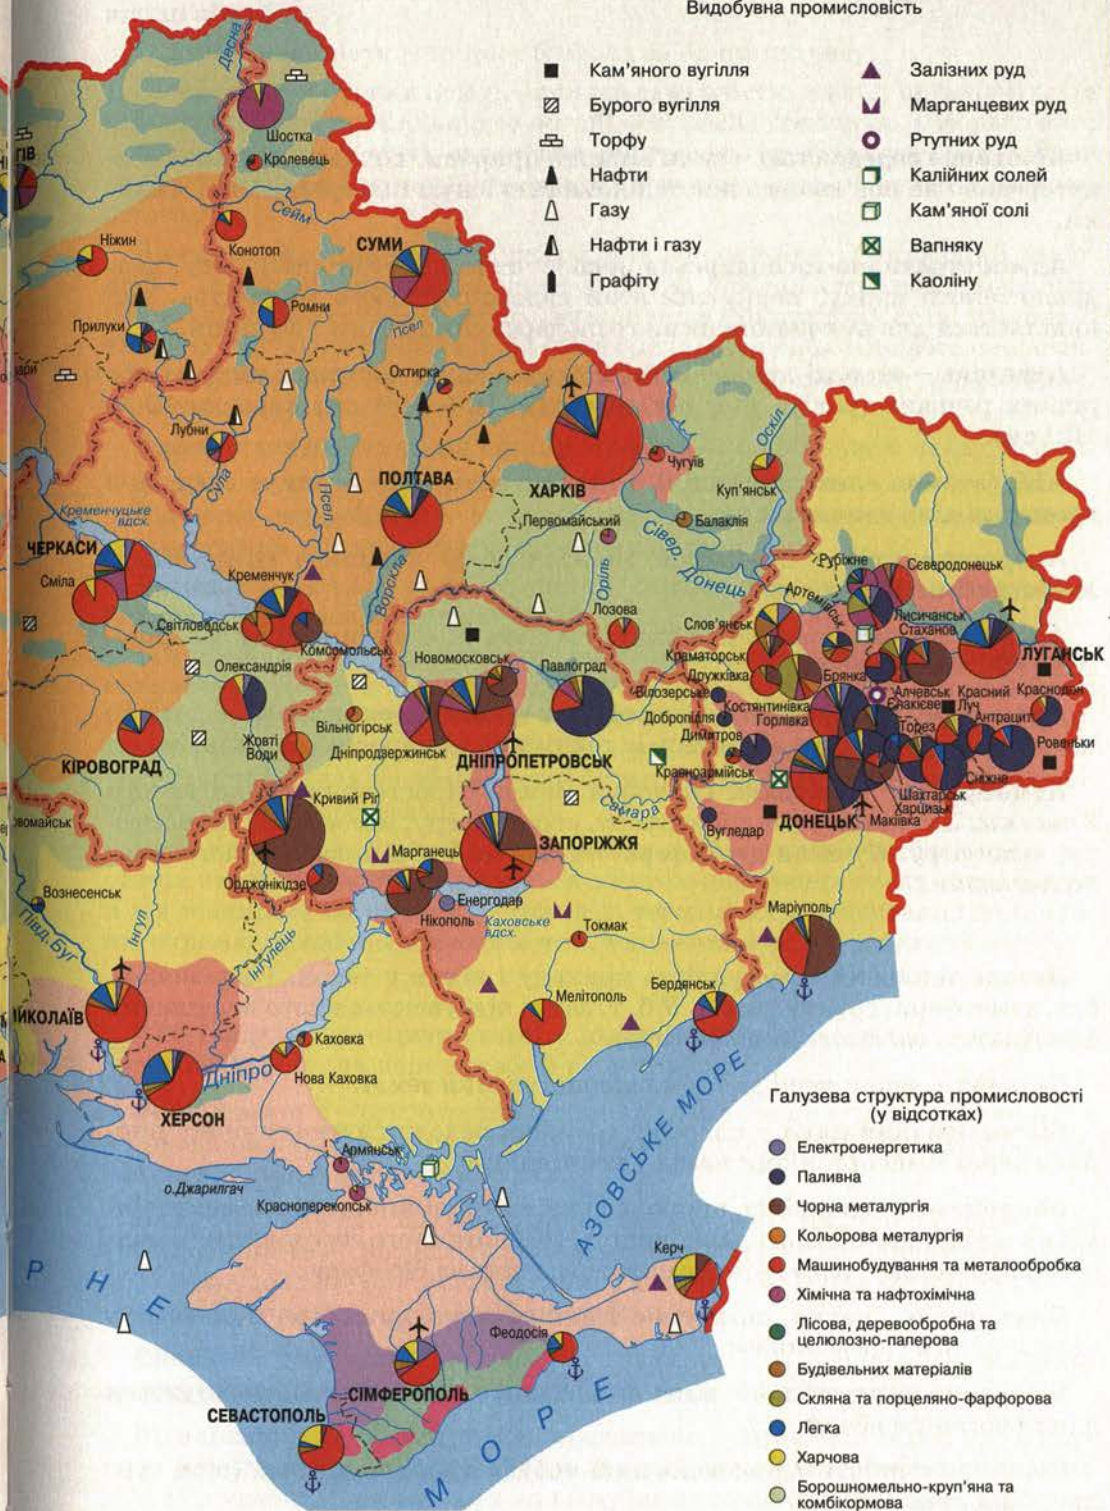 Видобувна промисловість
Кам'яного вугілля
Бурого вугілля
Торфу
Нафти
Газу
Нафти і газу
Графіту
Залізних руд
Марганцевих руд
Ртутних руд
Калійних солей
Кам'яної солі
Вапняку
Каоліну
Десна
Шостка
Кролевець
ГІВ
Сейм
Ніжин
Конотоп
СУМИ
Ромни
Прилуки
Псел
Охтирка
Лубни
Сула
Псел
ПОЛТАВА
ХАРКІВ
Чугуїв
Оскіл
Куп'янськ
Первомайський
Балаклія
Сівер. Донець
Кременчуцьке
вдсх.
ЧЕРКАСИ
Сміла
Кременчук
Ворскла
Оріль
Лозова
Світловодськ
Комсомольськ
Рубіжне
Сєвєродонецьк
Артемівськ
Лисичанськ
Стаханов
Слов'янськ
ЛУГАНСЬК
Краматорськ
Дружківка
Брянка
Алчевськ
Красний
Луч
Краснодон
Олександрія
Новомосковськ
Павлоград
Білозерське
Костянтинівка
Єнакієве
Добропілля
Горлівка
Антрацит
Димитров
Торез
Ровеньки
Вільногірськ
Жовті
Води
Дніпродзержинськ
КІРОВОГРАД
ДНІПРОПЕТРОВСЬК
Красноармійськ
Сніжне
Шахтарськ
Харцизьк
Макіївка
ДОНЕЦЬК
Кривий Ріг
Самара
Вугледар
Марганець
ЗАПОРІЖЖЯ
Орджонікідзе
Вознесенськ
Енергодар
Нікополь
Каховське
вдсх.
Токмак
Маріуполь
Півд. Буг
Інгул
Інгулець
Мелітополь
Бердянськ
ИКОЛАЇВ
Каховка
Нова Каховка
Дніпро
ХЕРСОН
АЗОВСЬКЕ МОРЕ
Армянськ
о.Джарилгач
Красноперекопськ
Керч
Р Н Е
Феодосія
СІМФЕРОПОЛЬ
СЕВАСТОПОЛЬ
М О Р Е
Галузева структура промисловості
(у відсотках)
Електроенергетика
Паливна
Чорна металургія
Кольорова металургія
Машинобудування та металообробка
Хімічна та нафтохімічна
Лісова, деревообробна та
целюлозно-паперова
Будівельних матеріалів
Скляна та порцеляно-фарфорова
Легка
Харчова
Борошномельно-круп'яна та
комбікормова